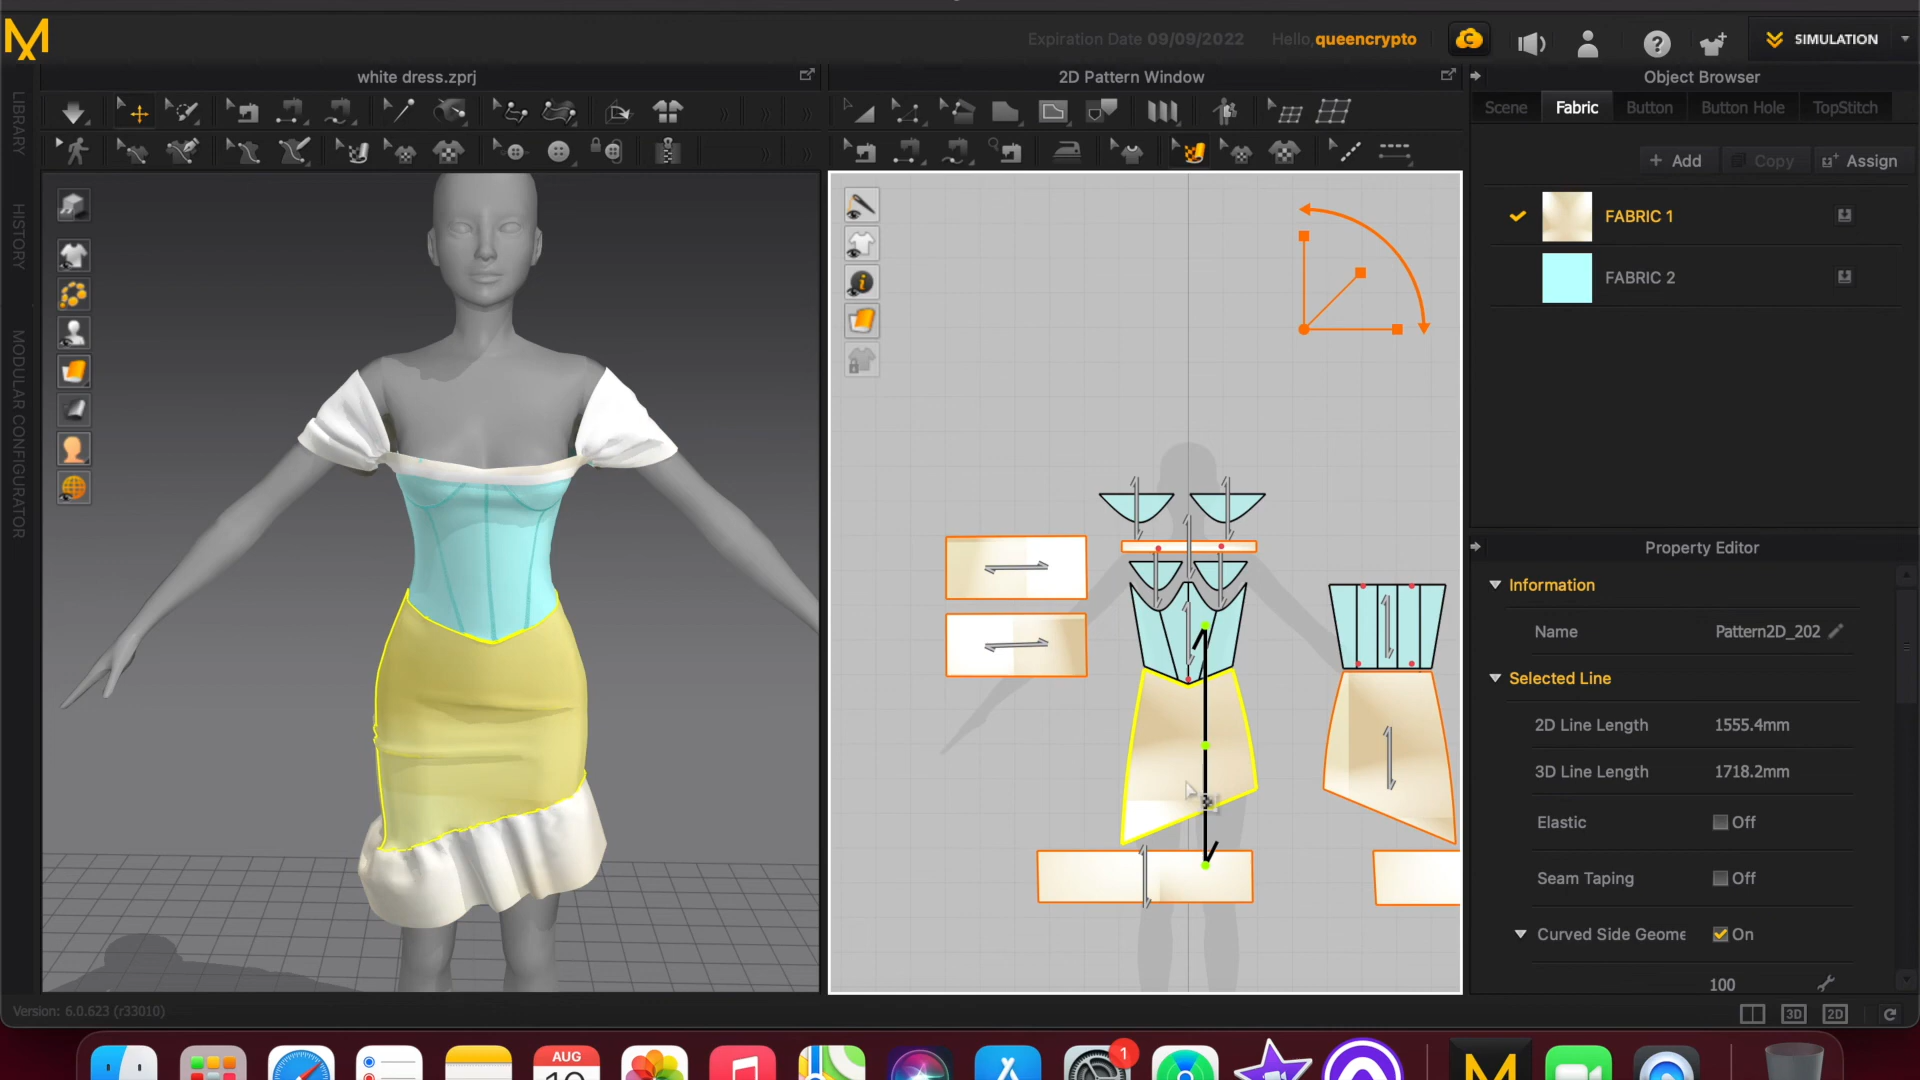 Expiration Date 09/09/2022
Hello, queencrypto
SIMULATION
white dress.zprj
2D Pattern Window
Object Browser
LIBRARY
HISTORY
MODULAR CONFIGURATOR
Scene
Fabric
Button
Button Hole
TopStitch
+ Add
Copy
Assign
FABRIC 1
FABRIC 2
Property Editor
Information
Name
Pattern2D_202
Selected Line
2D Line Length
1555.4mm
3D Line Length
1718.2mm
Elastic
Off
Seam Taping
Off
Curved Side Geome
On
100
Version: 6.0.623 (r33010)
3D
2D
AUG
1